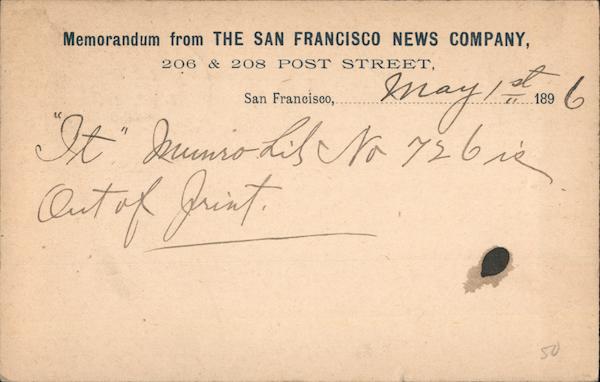 Memorandum from THE SAN FRANCISCO NEWS COMPANY,
206 & 208 POST STREET,
San Francisco, May 1st 1896
"It" Munro Lib No 726 is
Out of Print.
50